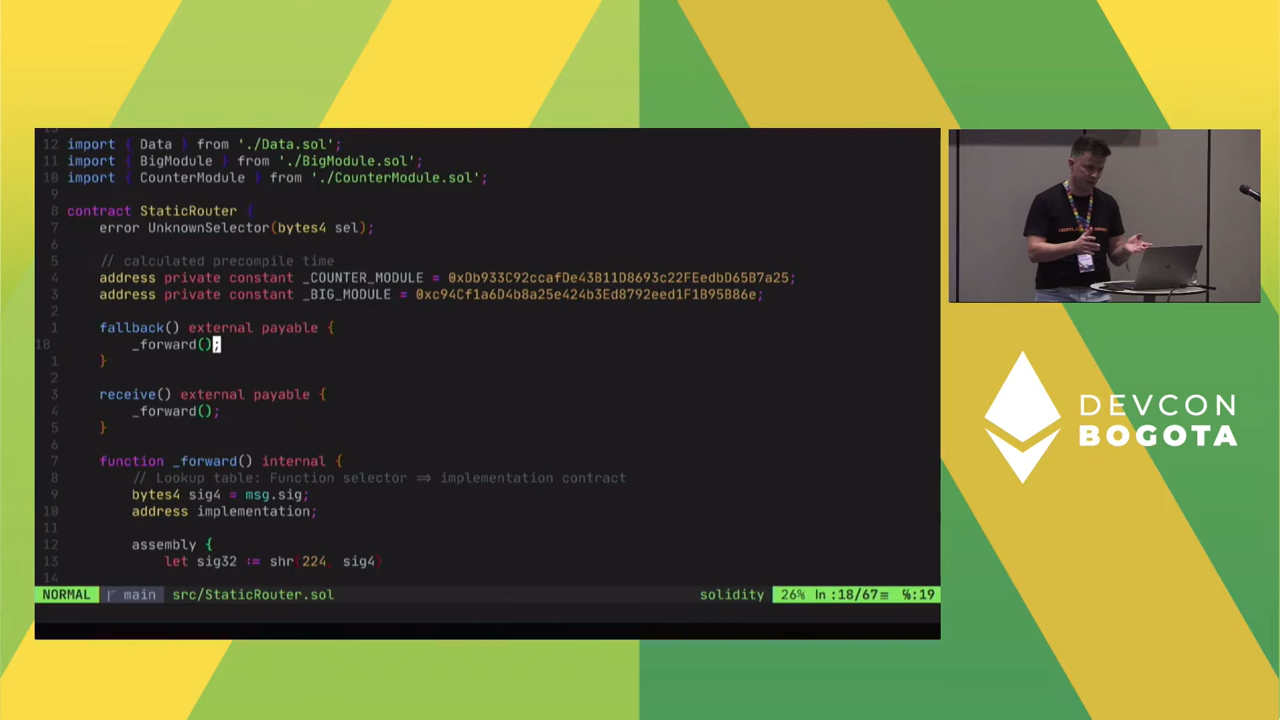 13
12 import { Data } from './Data.sol';
11 import { BigModule } from './BigModule.sol';
10 import { CounterModule } from './CounterModule.sol';
9
8 contract StaticRouter {
7 error UnknownSelector(bytes4 sel);
6
5 // calculated precompile time
4 address private constant _COUNTER_MODULE = 0xDb933C92ccafDe43B11D8693c22FEedbD65B7a25;
3 address private constant _BIG_MODULE = 0xc94Cf1a6D4b8a25e424b3Ed8792eed1F1B95B86e;
2
1 fallback() external payable {
18 _forward();
1 }
2
3 receive() external payable {
4 _forward();
5 }
6
7 function _forward() internal {
8 // Lookup table: Function selector ⇒ implementation contract
9 bytes4 sig4 = msg.sig;
10 address implementation;
11
12 assembly {
13 let sig32 := shr(224, sig4)
14
NORMAL main src/StaticRouter.sol solidity 26% ln :18/67≡ ℅:19
DEVCON
BOGOTA